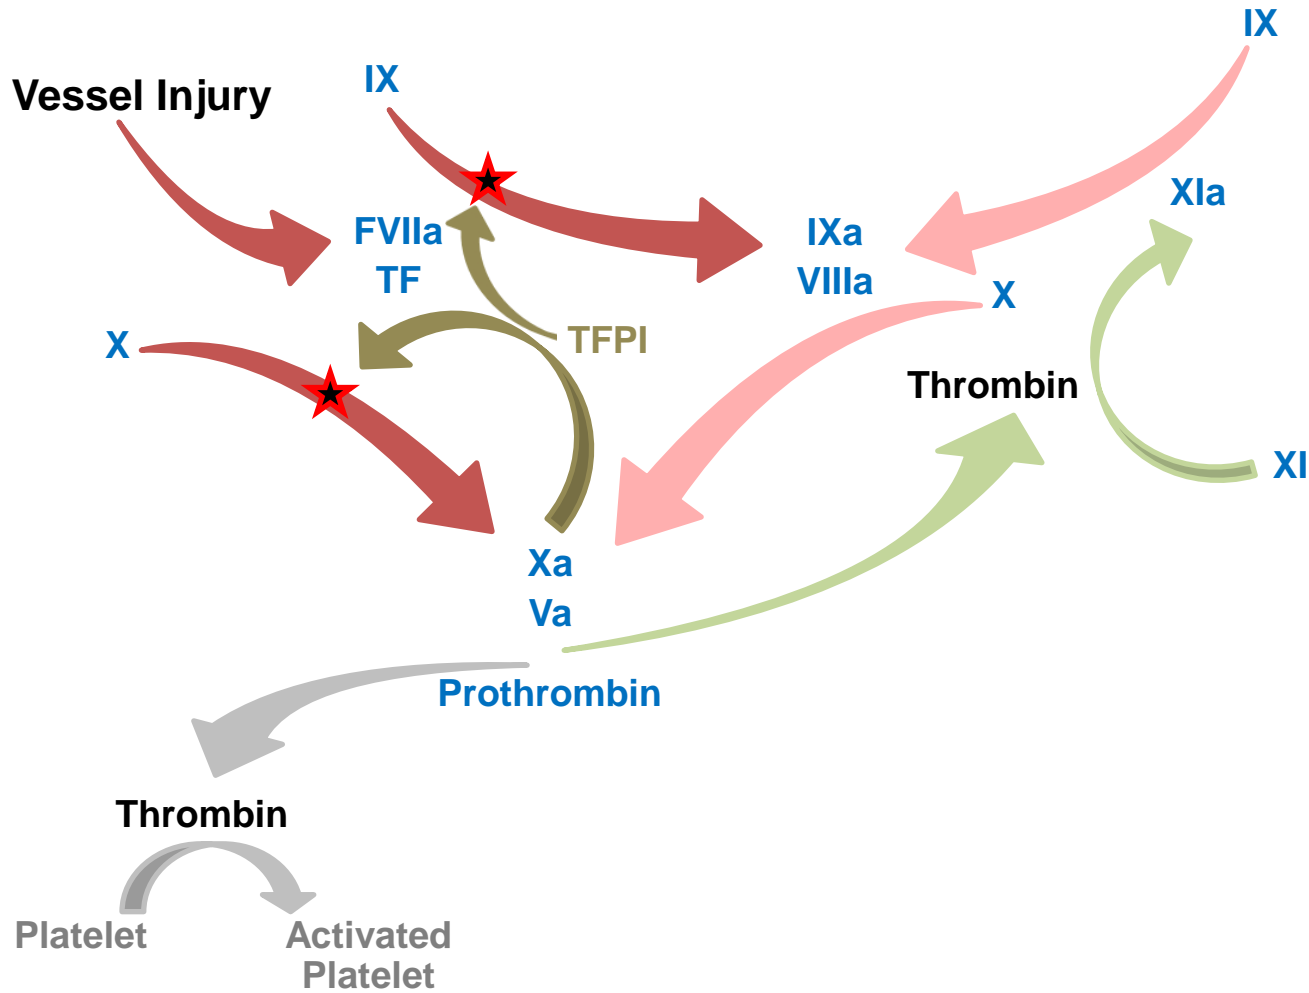 IX
IX
Vessel Injury
XIa
FVIIa
TF
IXa
VIIIa
X
TFPI
X
Thrombin
XI
Xa
Va
Prothrombin
Thrombin
Platelet
Activated
Platelet